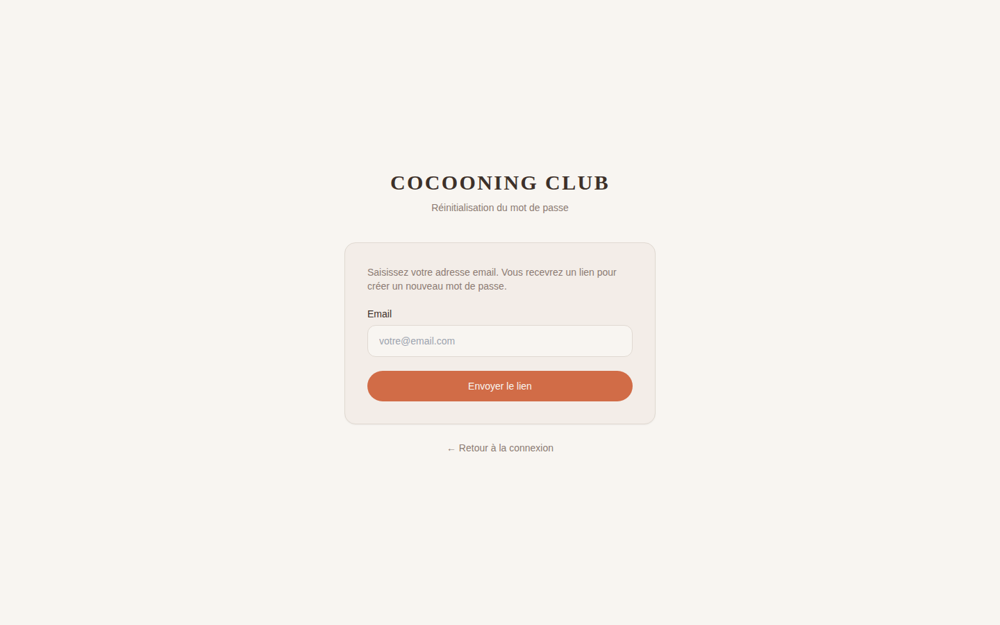 COCOONING CLUB
Réinitialisation du mot de passe
Saisissez votre adresse email. Vous recevrez un lien pour
créer un nouveau mot de passe.
Email
votre@email.com
Envoyer le lien
← Retour à la connexion